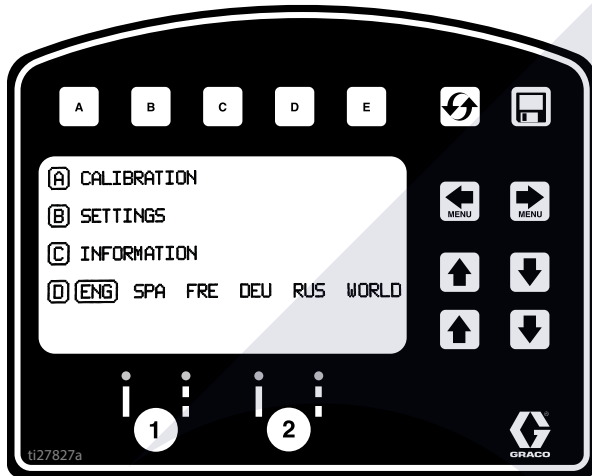 A B C D E
A CALIBRATION
B SETTINGS
C INFORMATION
D ENG SPA FRE DEU RUS WORLD
MENU MENU
1 2
ti27827a
GRACO